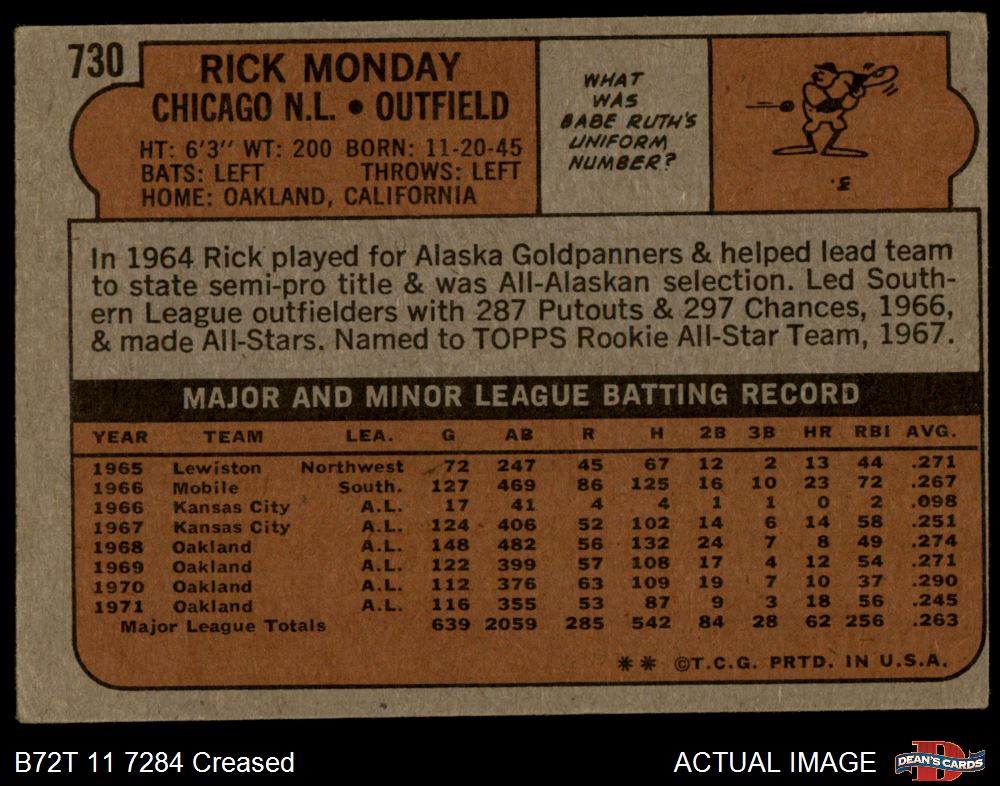 730
RICK MONDAY
CHICAGO N.L. • OUTFIELD
HT: 6'3" WT: 200 BORN: 11-20-45
BATS: LEFT THROWS: LEFT
HOME: OAKLAND, CALIFORNIA
WHAT
WAS
BABE RUTH'S
UNIFORM
NUMBER?
In 1964 Rick played for Alaska Goldpanners & helped lead team
to state semi-pro title & was All-Alaskan selection. Led South-
ern League outfielders with 287 Putouts & 297 Chances, 1966,
& made All-Stars. Named to TOPPS Rookie All-Star Team, 1967.
MAJOR AND MINOR LEAGUE BATTING RECORD
YEAR TEAM LEA. G AB R H 2B 3B HR RBI AVG.
1965 Lewiston Northwest 72 247 45 67 12 2 13 44 .271
1966 Mobile South. 127 469 86 125 16 10 23 72 .267
1966 Kansas City A.L. 17 41 4 4 1 1 0 2 .098
1967 Kansas City A.L. 124 406 52 102 14 6 14 58 .251
1968 Oakland A.L. 148 482 56 132 24 7 8 49 .274
1969 Oakland A.L. 122 399 57 108 17 4 12 54 .271
1970 Oakland A.L. 112 376 63 109 19 7 10 37 .290
1971 Oakland A.L. 116 355 53 87 9 3 18 56 .245
Major League Totals 639 2059 285 542 84 28 62 256 .263
** ©T.C.G. PRTD. IN U.S.A.
B72T 11 7284 Creased
ACTUAL IMAGE
DEAN'S CARDS